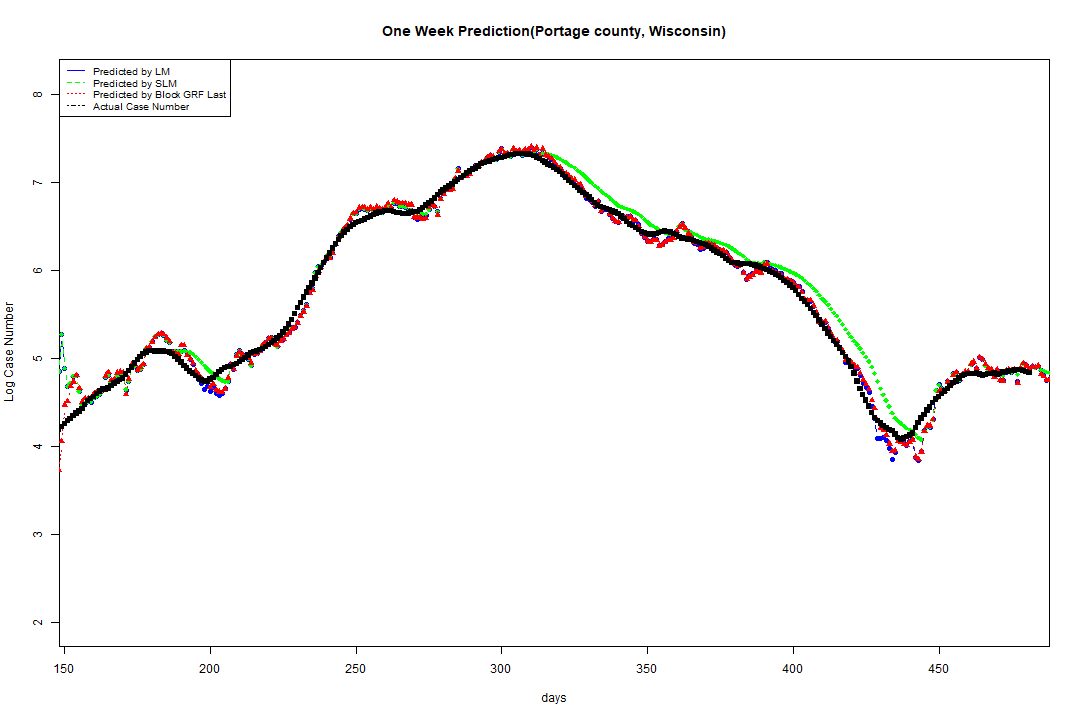 One Week Prediction(Portage county, Wisconsin)
Predicted by LM
Predicted by SLM
Predicted by Block GRF Last
Actual Case Number
8
7
6
5
4
3
2
Log Case Number
150 200 250 300 350 400 450
days